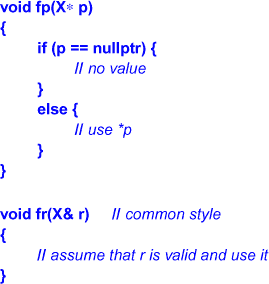 void fp(X* p)
{
if (p == nullptr) {
// no value
}
else {
// use *p
}
}
void fr(X& r) // common style
{
// assume that r is valid and use it
}